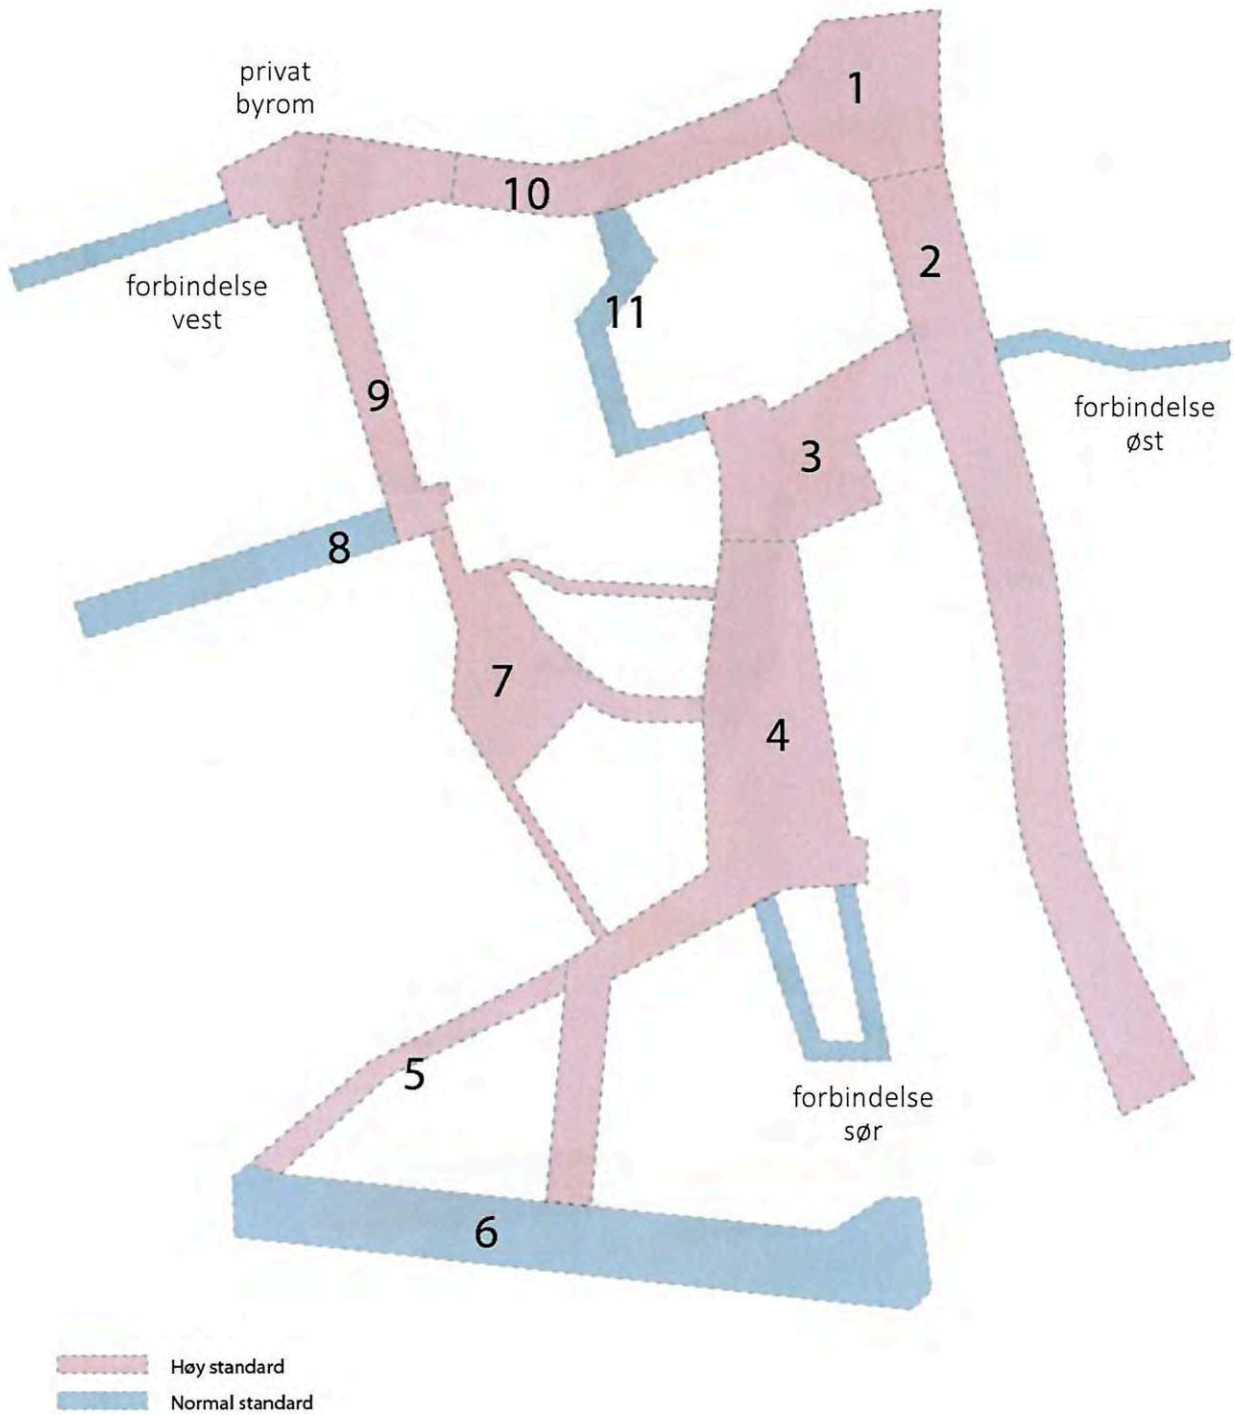 1
privat
byrom
10
2
forbindelse
vest
11
9
forbindelse
øst
3
8
7
4
5
forbindelse
sør
6
Høy standard
Normal standard